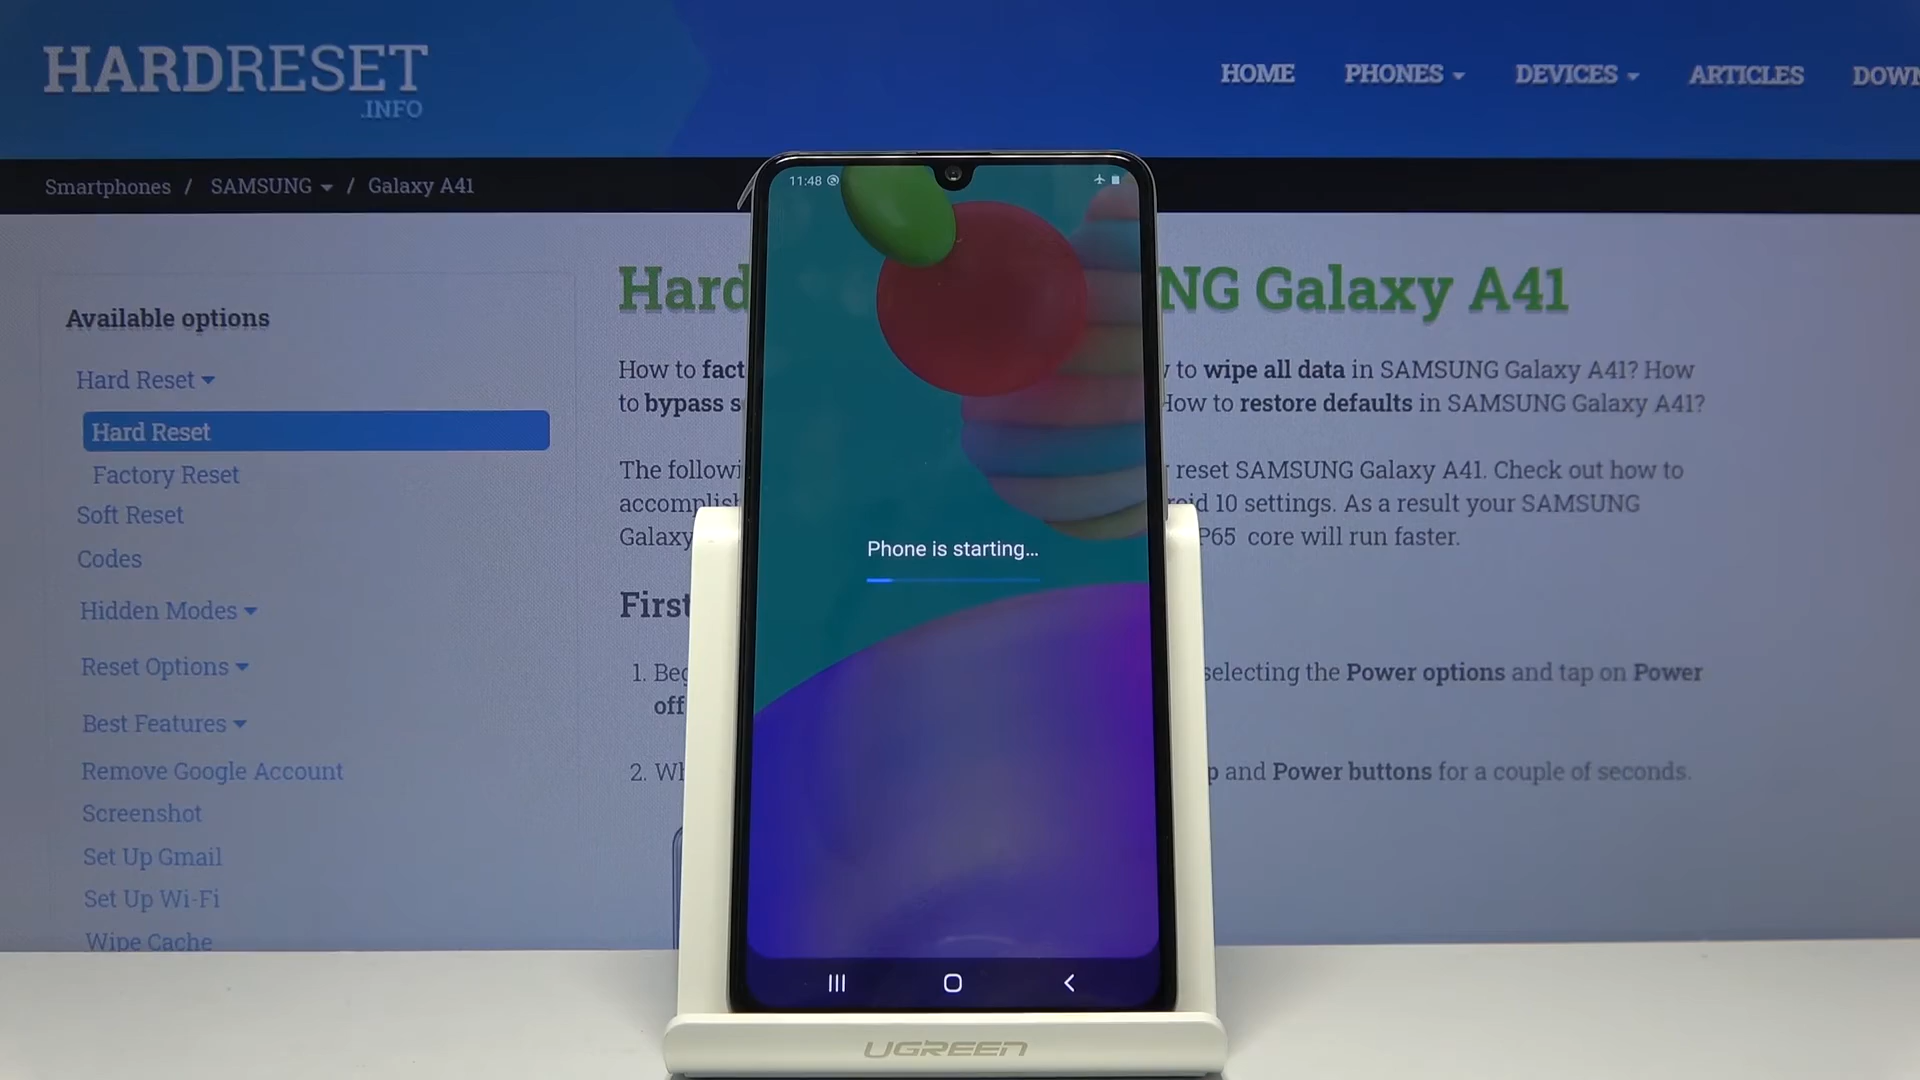 HARDRESET
.INFO
HOME PHONES DEVICES ARTICLES DOWN
Smartphones / SAMSUNG / Galaxy A41
Available options
Hard Reset
Hard Reset
Factory Reset
Soft Reset
Codes
Hidden Modes
Reset Options
Best Features
Remove Google Account
Screenshot
Set Up Gmail
Set Up Wi-Fi
Wipe Cache
Hard NG Galaxy A41
How to fact to wipe all data in SAMSUNG Galaxy A41? How
to bypass s How to restore defaults in SAMSUNG Galaxy A41?
The followi reset SAMSUNG Galaxy A41. Check out how to
accomplish oid 10 settings. As a result your SAMSUNG
Galaxy P65 core will run faster.
First
1. Beg selecting the Power options and tap on Power
off
2. Wh p and Power buttons for a couple of seconds.
11:48
Phone is starting...
UGREEN